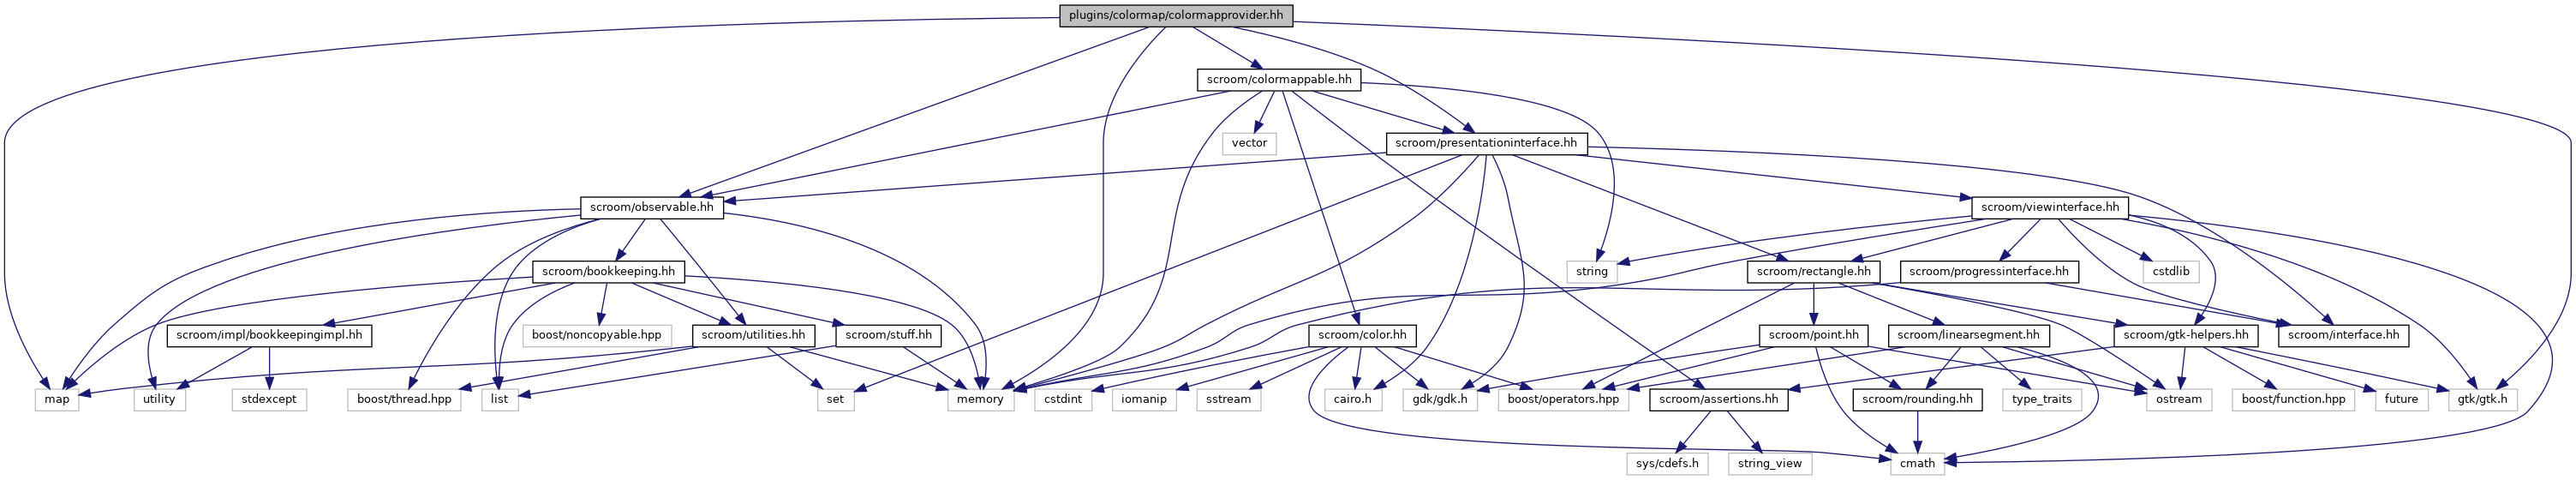 plugins/colormap/colormapprovider.hh
scroom/colormappable.hh
vector
scroom/presentationinterface.hh
scroom/observable.hh
scroom/viewinterface.hh
scroom/bookkeeping.hh
string
scroom/rectangle.hh
scroom/progressinterface.hh
cstdlib
scroom/impl/bookkeepingimpl.hh
boost/noncopyable.hpp
scroom/utilities.hh
scroom/stuff.hh
scroom/color.hh
scroom/point.hh
scroom/linearsegment.hh
scroom/gtk-helpers.hh
scroom/interface.hh
map
utility
stdexcept
boost/thread.hpp
list
set
memory
cstdint
iomanip
sstream
cairo.h
gdk/gdk.h
boost/operators.hpp
scroom/assertions.hh
scroom/rounding.hh
type_traits
ostream
boost/function.hpp
future
gtk/gtk.h
sys/cdefs.h
string_view
cmath